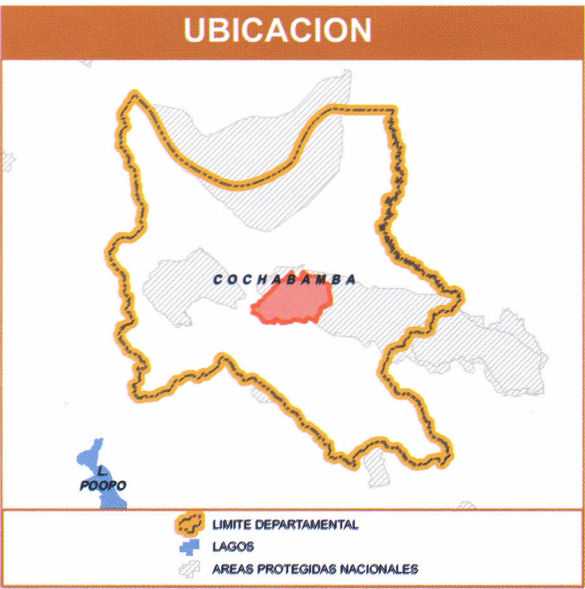 UBICACION
COCHABAMBA
L.
POOPO
LIMITE DEPARTAMENTAL
LAGOS
AREAS PROTEGIDAS NACIONALES